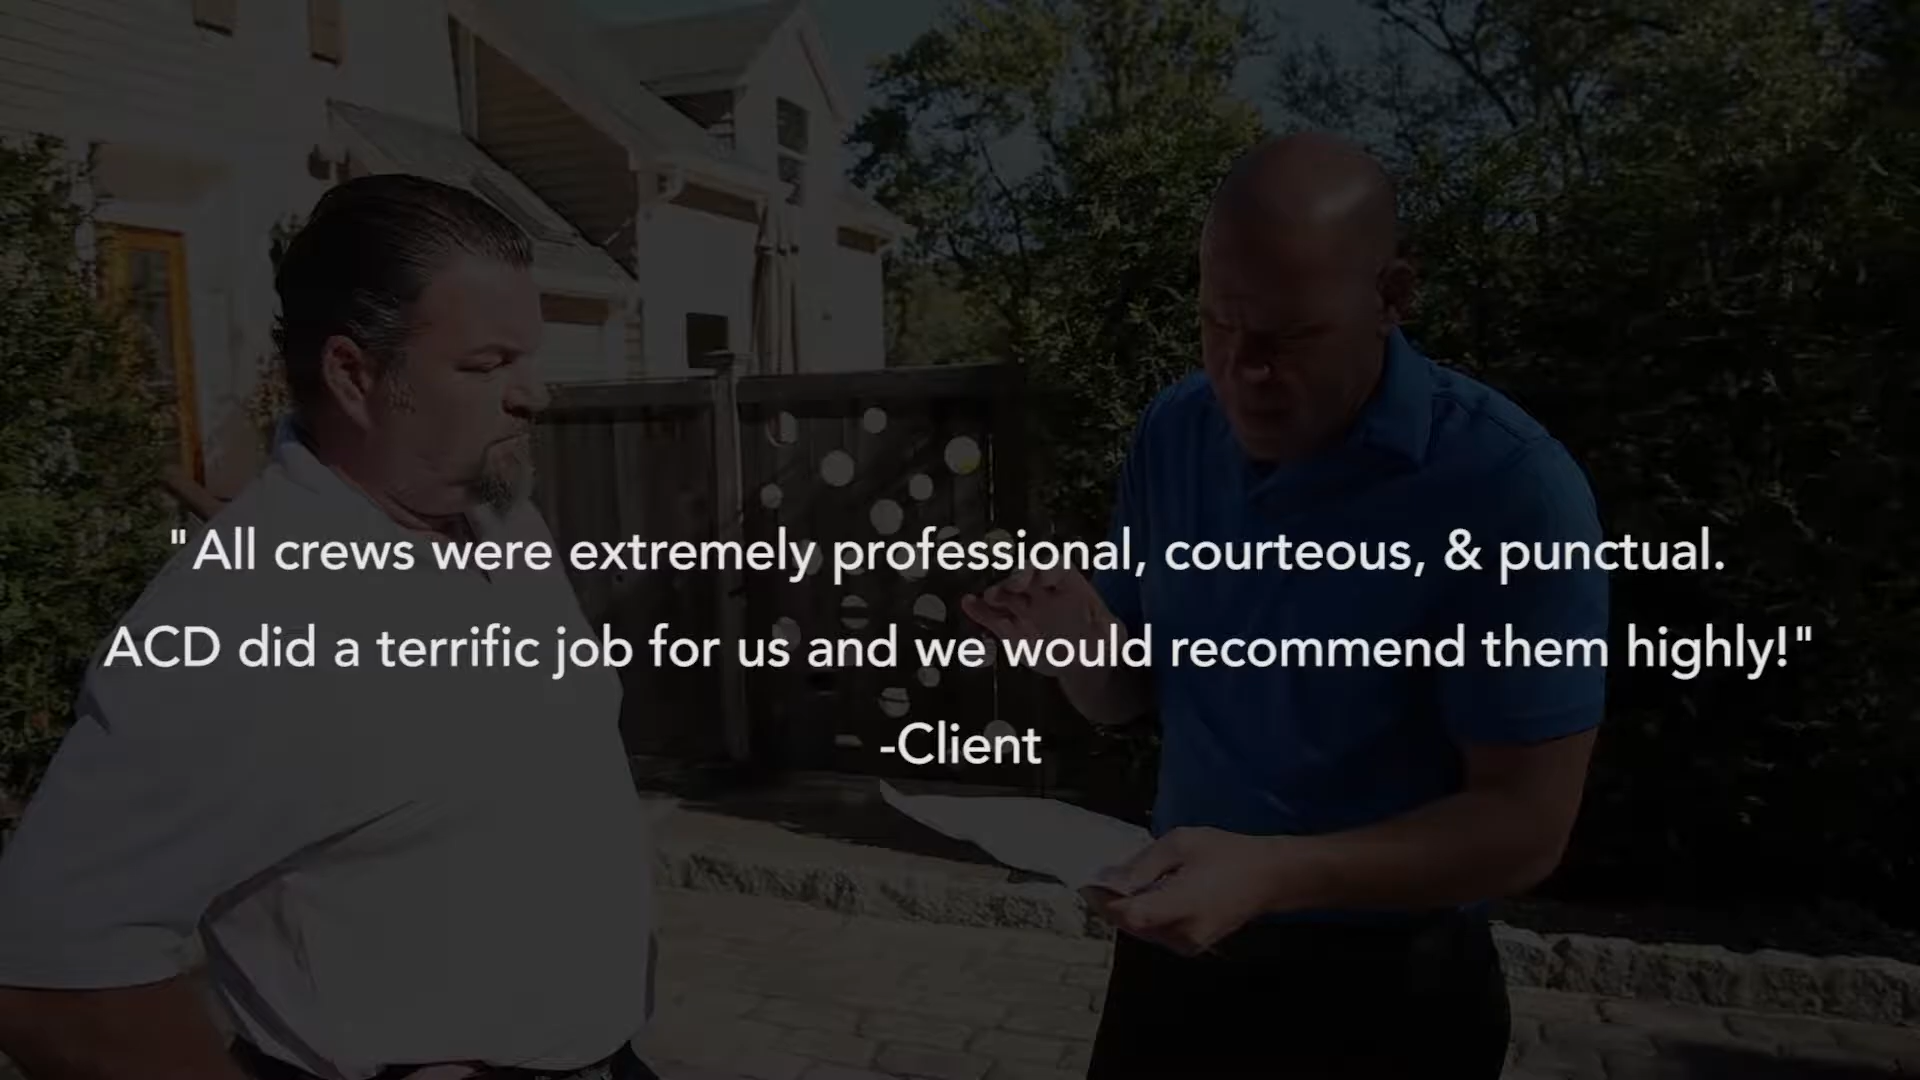 "All crews were extremely professional, courteous, & punctual.
ACD did a terrific job for us and we would recommend them highly!"
-Client